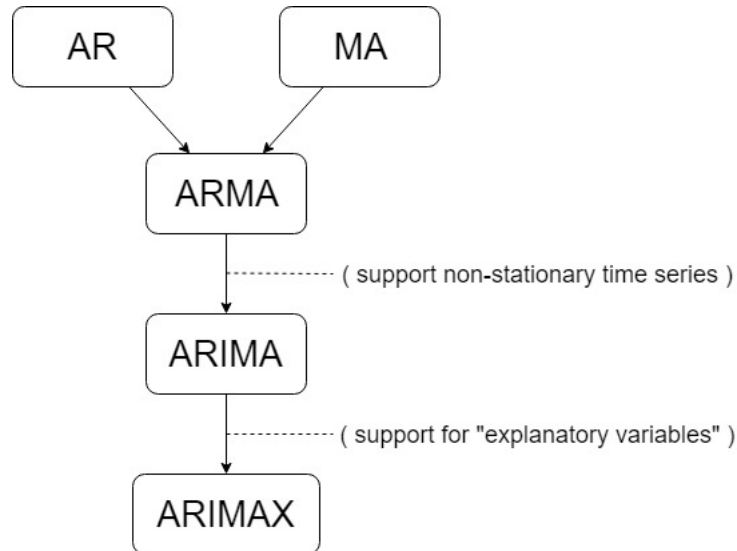 AR
MA
ARMA
( support non-stationary time series )
ARIMA
( support for "explanatory variables" )
ARIMAX